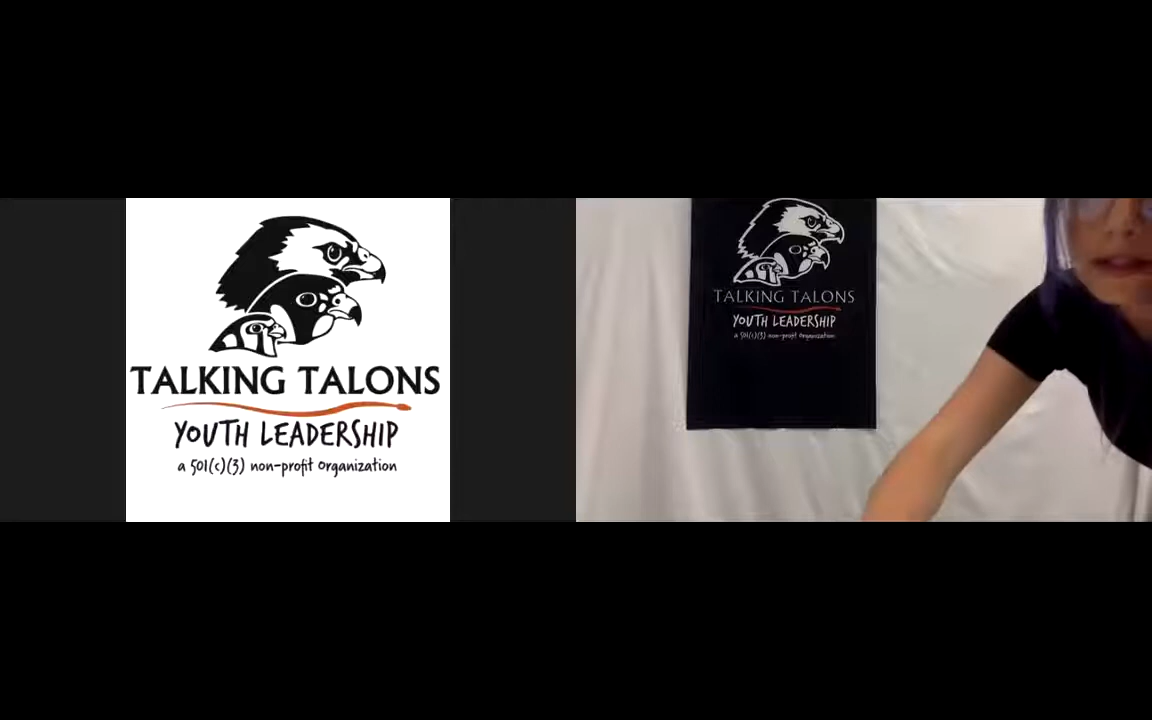 TALKING TALONS
YOUTH LEADERSHIP
a 501(c)(3) non-profit organization
TALKING TALONS
YOUTH LEADERSHIP
a 501(c)(3) non-profit organization